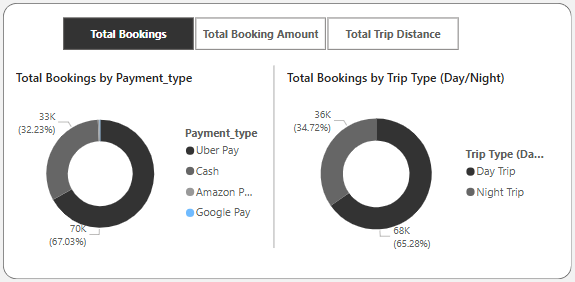 Total Bookings
Total Booking Amount
Total Trip Distance
Total Bookings by Payment_type
33K
(32.23%)
70K
(67.03%)
Payment_type
Uber Pay
Cash
Amazon P...
Google Pay
Total Bookings by Trip Type (Day/Night)
36K
(34.72%)
68K
(65.28%)
Trip Type (Da...
Day Trip
Night Trip